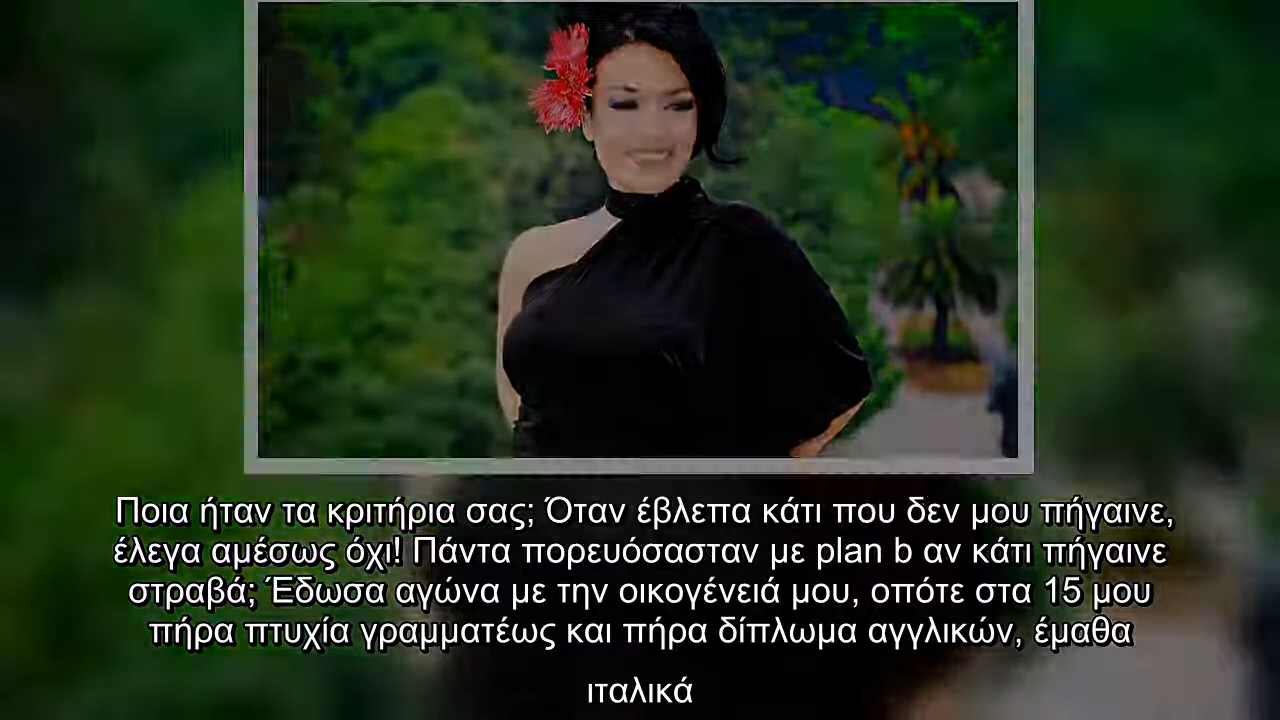 Ποια ήταν τα κριτήρια σας; Όταν έβλεπα κάτι που δεν μου πήγαινε,
έλεγα αμέσως όχι! Πάντα πορευόσασταν με plan b αν κάτι πήγαινε
στραβά; Έδωσα αγώνα με την οικογένειά μου, οπότε στα 15 μου
πήρα πτυχία γραμματέως και πήρα δίπλωμα αγγλικών, έμαθα
ιταλικά